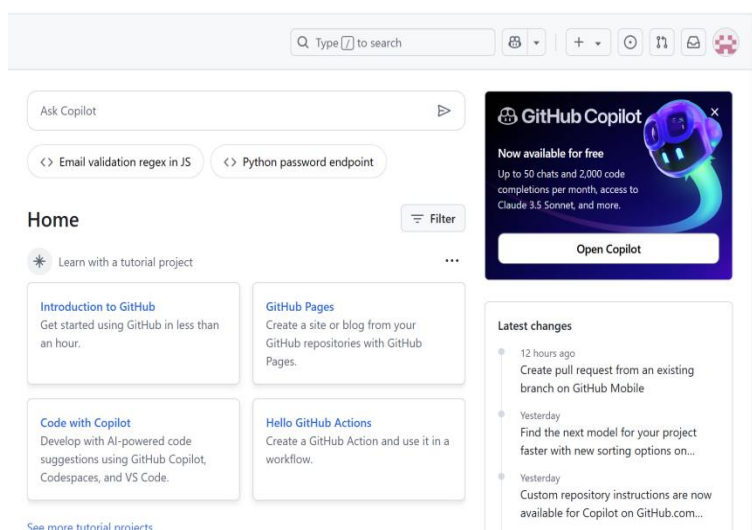 Type / to search
Ask Copilot
Email validation regex in JS
Python password endpoint
Home
Filter
Learn with a tutorial project
Introduction to GitHub
Get started using GitHub in less than
an hour.
GitHub Pages
Create a site or blog from your
GitHub repositories with GitHub
Pages.
Code with Copilot
Develop with AI-powered code
suggestions using GitHub Copilot,
Codespaces, and VS Code.
Hello GitHub Actions
Create a GitHub Action and use it in a
workflow.
See more tutorial projects
GitHub Copilot
Now available for free
Up to 50 chats and 2,000 code
completions per month, access to
Claude 3.5 Sonnet, and more.
Open Copilot
Latest changes
12 hours ago
Create pull request from an existing
branch on GitHub Mobile
Yesterday
Find the next model for your project
faster with new sorting options on...
Yesterday
Custom repository instructions are now
available for Copilot on GitHub.com...